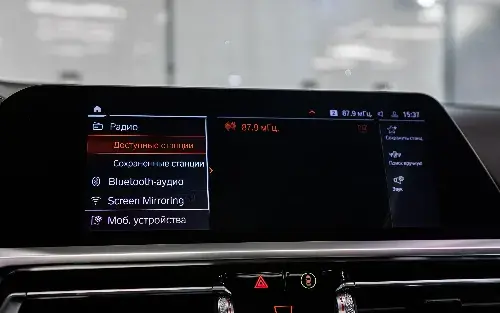 87.9 мГц.
15:37
Радио
Доступные станции
Сохраненные станции
Bluetooth-аудио
Screen Mirroring
Моб. устройства
87.9 мГц.
Сохранить станц.
Поиск вручную
Звук